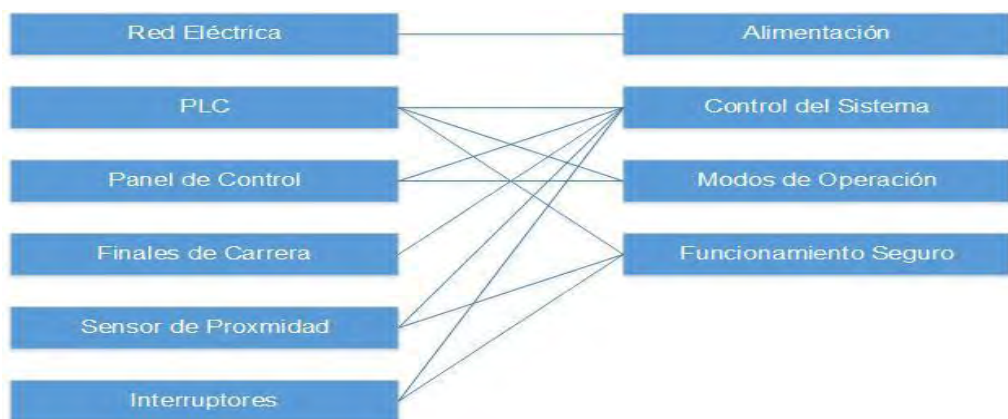 Red Eléctrica
Alimentación
PLC
Control del Sistema
Panel de Control
Modos de Operación
Finales de Carrera
Funcionamiento Seguro
Sensor de Proxmidad
Interruptores